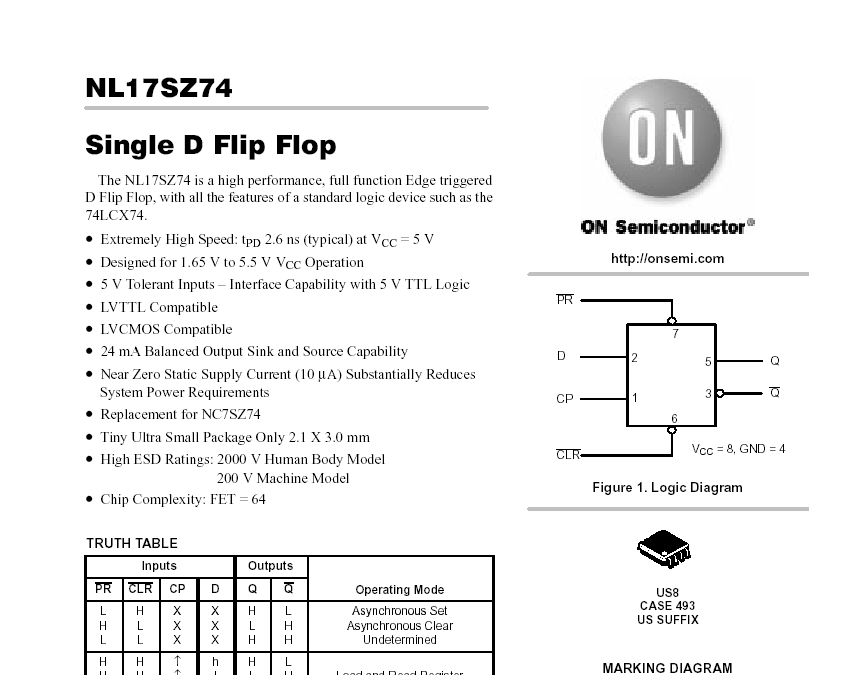 NL17SZ74
Single D Flip Flop
The NL17SZ74 is a high performance, full function Edge triggered
D Flip Flop, with all the features of a standard logic device such as the
74LCX74.
• Extremely High Speed: tPD 2.6 ns (typical) at VCC = 5 V
• Designed for 1.65 V to 5.5 V VCC Operation
• 5 V Tolerant Inputs – Interface Capability with 5 V TTL Logic
• LVTTL Compatible
• LVCMOS Compatible
• 24 mA Balanced Output Sink and Source Capability
• Near Zero Static Supply Current (10 μA) Substantially Reduces
System Power Requirements
• Replacement for NC7SZ74
• Tiny Ultra Small Package Only 2.1 X 3.0 mm
• High ESD Ratings: 2000 V Human Body Model
200 V Machine Model
• Chip Complexity: FET = 64
TRUTH TABLE
Inputs Outputs
P̅R̅ C̅L̅R̅ CP D Q Q̅ Operating Mode
L H X X H L Asynchronous Set
H L X X L H Asynchronous Clear
L L X X H H Undetermined
H H ↑ h H L
Load and Read Register
ON
ON Semiconductor®
http://onsemi.com
P̅R̅
7
D 2 5 Q
CP 1 3 Q̅
6
C̅L̅R̅ VCC = 8, GND = 4
Figure 1. Logic Diagram
US8
CASE 493
US SUFFIX
MARKING DIAGRAM